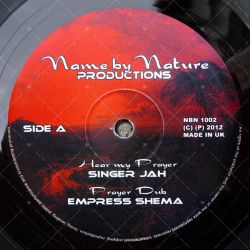 Name by Nature
PRODUCTIONS
SIDE A
NBN 1002
(C) (P) 2012
MADE IN UK
Hear my Prayer
SINGER JAH
Prayer Dub
EMPRESS SHEMA